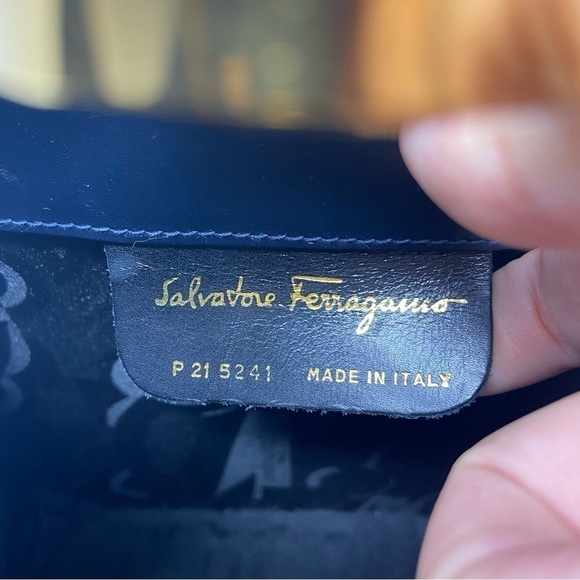 Salvatore Ferragamo
P 21 5241 MADE IN ITALY